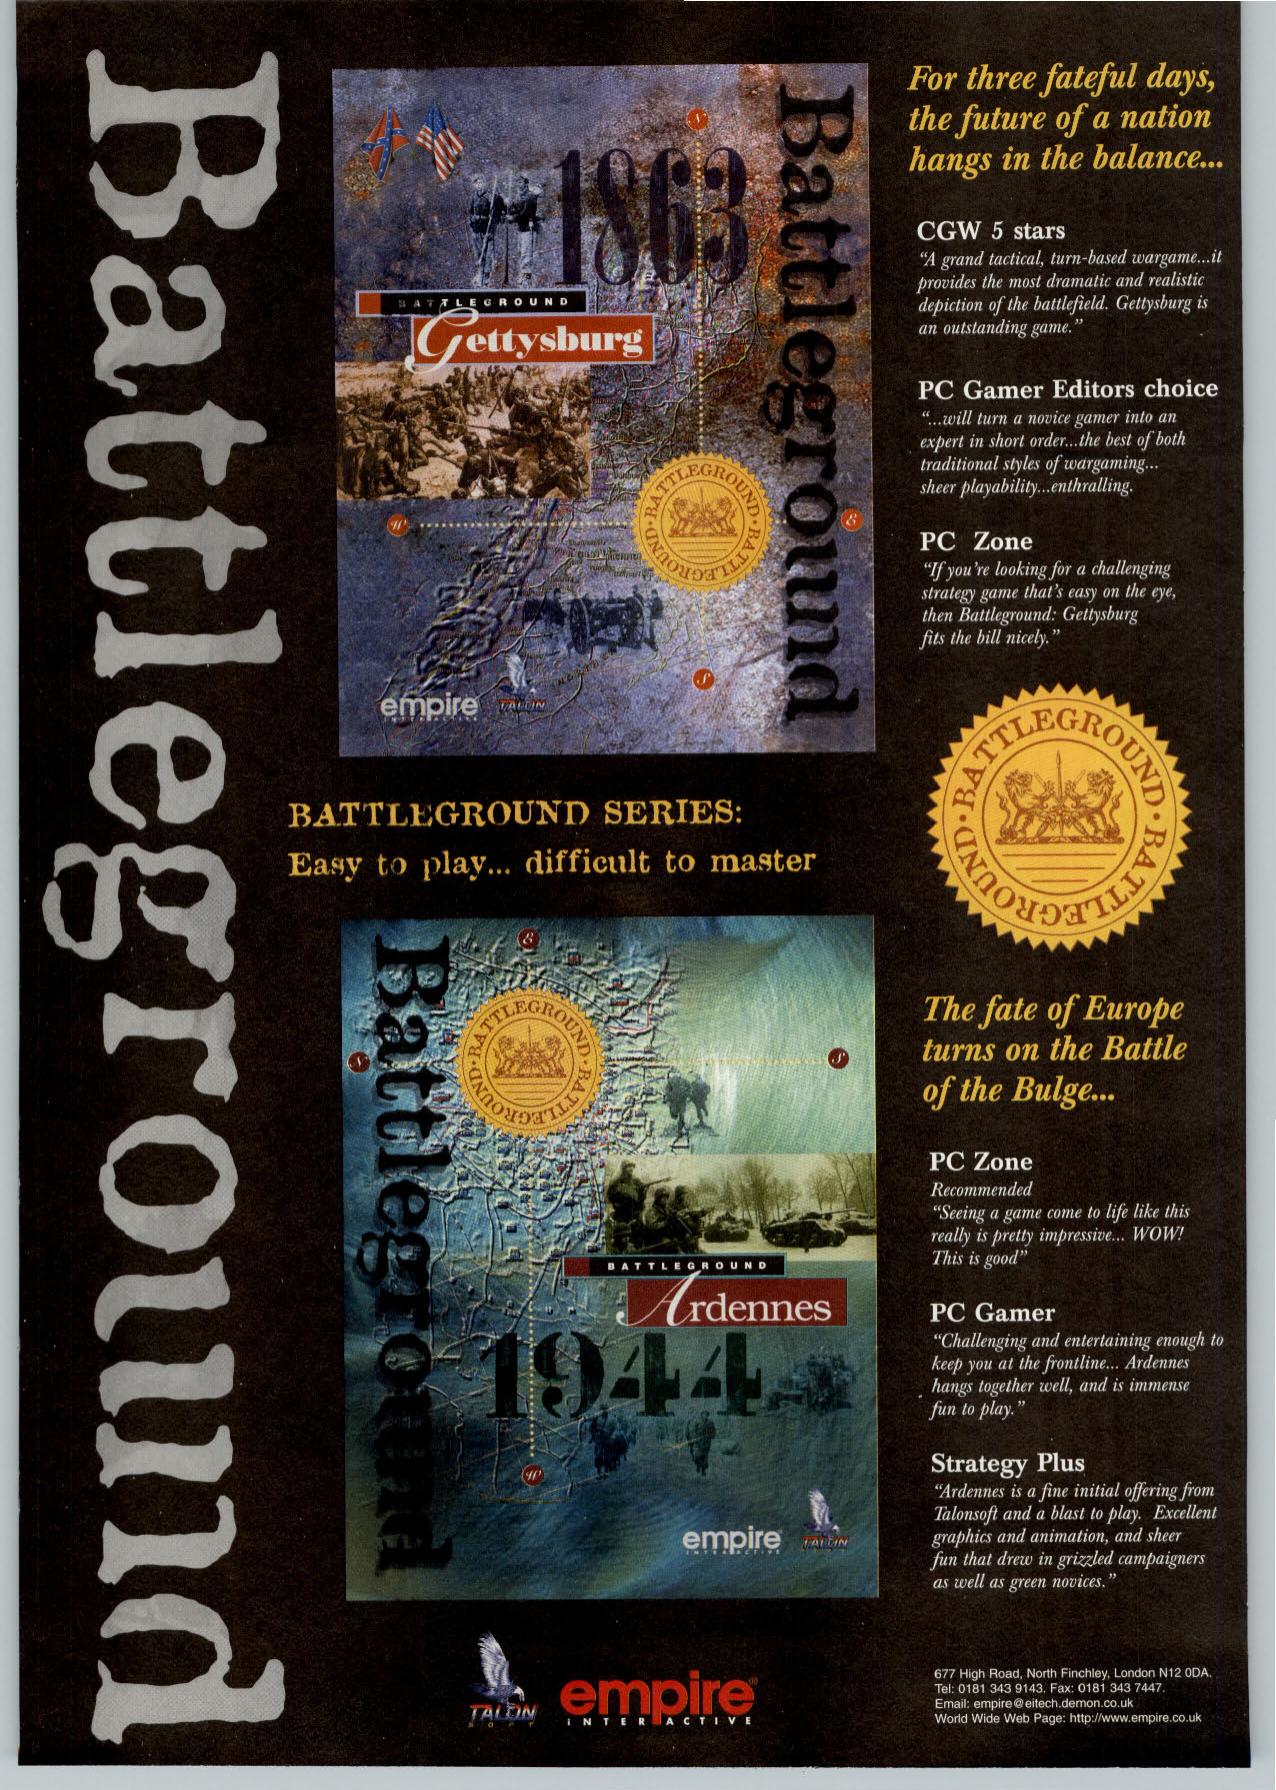 Battleground
1863
Battleground
BATTLEGROUND
Gettysburg
BATTLEGROUND · BATTLEGROUND ·
N
W
E
S
empire
INTERACTIVE
TALON
For three fateful days,
the future of a nation
hangs in the balance...
CGW 5 stars
“A grand tactical, turn-based wargame...it
provides the most dramatic and realistic
depiction of the battlefield. Gettysburg is
an outstanding game.”
PC Gamer Editors choice
“...will turn a novice gamer into an
expert in short order...the best of both
traditional styles of wargaming...
sheer playability...enthralling.
PC Zone
“If you’re looking for a challenging
strategy game that’s easy on the eye,
then Battleground: Gettysburg
fits the bill nicely.”
BATTLEGROUND · BATTLEGROUND ·
BATTLEGROUND SERIES:
Easy to play... difficult to master
Battleground
E
N
S
W
BATTLEGROUND · BATTLEGROUND ·
BATTLEGROUND
Ardennes
1944
empire
INTERACTIVE
TALON
The fate of Europe
turns on the Battle
of the Bulge...
PC Zone
Recommended
“Seeing a game come to life like this
really is pretty impressive... WOW!
This is good”
PC Gamer
“Challenging and entertaining enough to
keep you at the frontline... Ardennes
hangs together well, and is immense
fun to play.”
Strategy Plus
“Ardennes is a fine initial offering from
Talonsoft and a blast to play. Excellent
graphics and animation, and sheer
fun that drew in grizzled campaigners
as well as green novices.”
TALON
SOFT
empire®
INTERACTIVE
677 High Road, North Finchley, London N12 0DA.
Tel: 0181 343 9143. Fax: 0181 343 7447.
Email: empire@eitech.demon.co.uk
World Wide Web Page: http://www.empire.co.uk